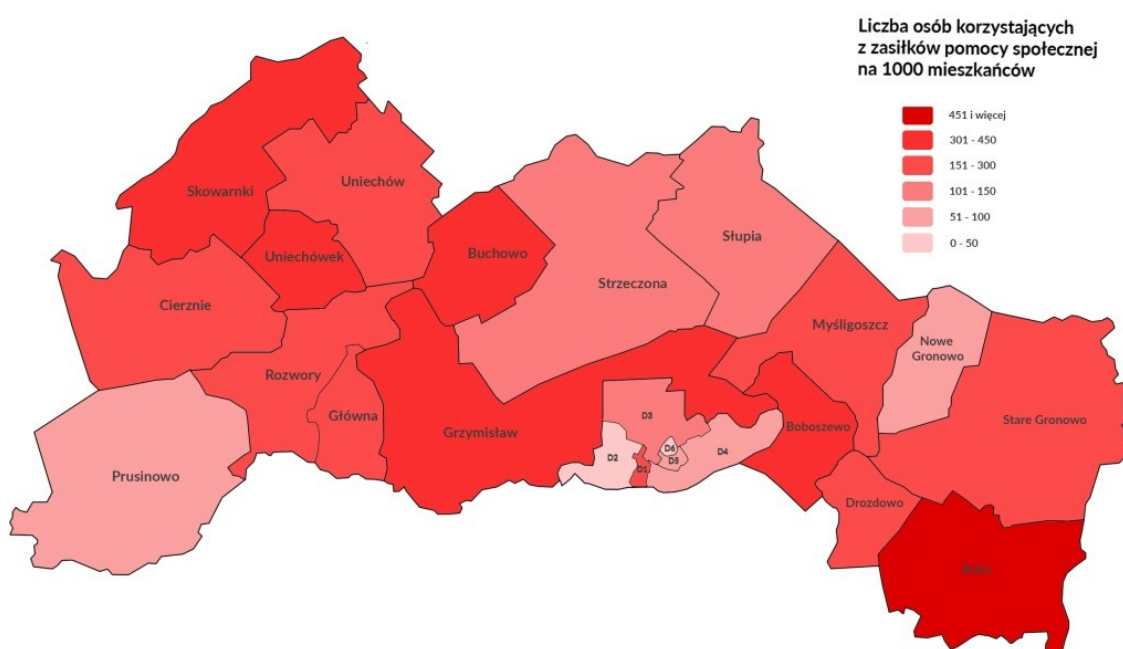 Liczba osób korzystających
z zasiłków pomocy społecznej
na 1000 mieszkańców
451 i więcej
301 - 450
151 - 300
101 - 150
51 - 100
0 - 50
Skowarnki
Uniechów
Uniechówek
Buchowo
Słupia
Strzeczona
Cierznie
Myśligoszcz
Nowe
Gronowo
Rozwory
Główna
Grzymisław
Boboszewo
Stare Gronowo
D3
D6
D4
D2
D5
D1
Prusinowo
Drozdowo